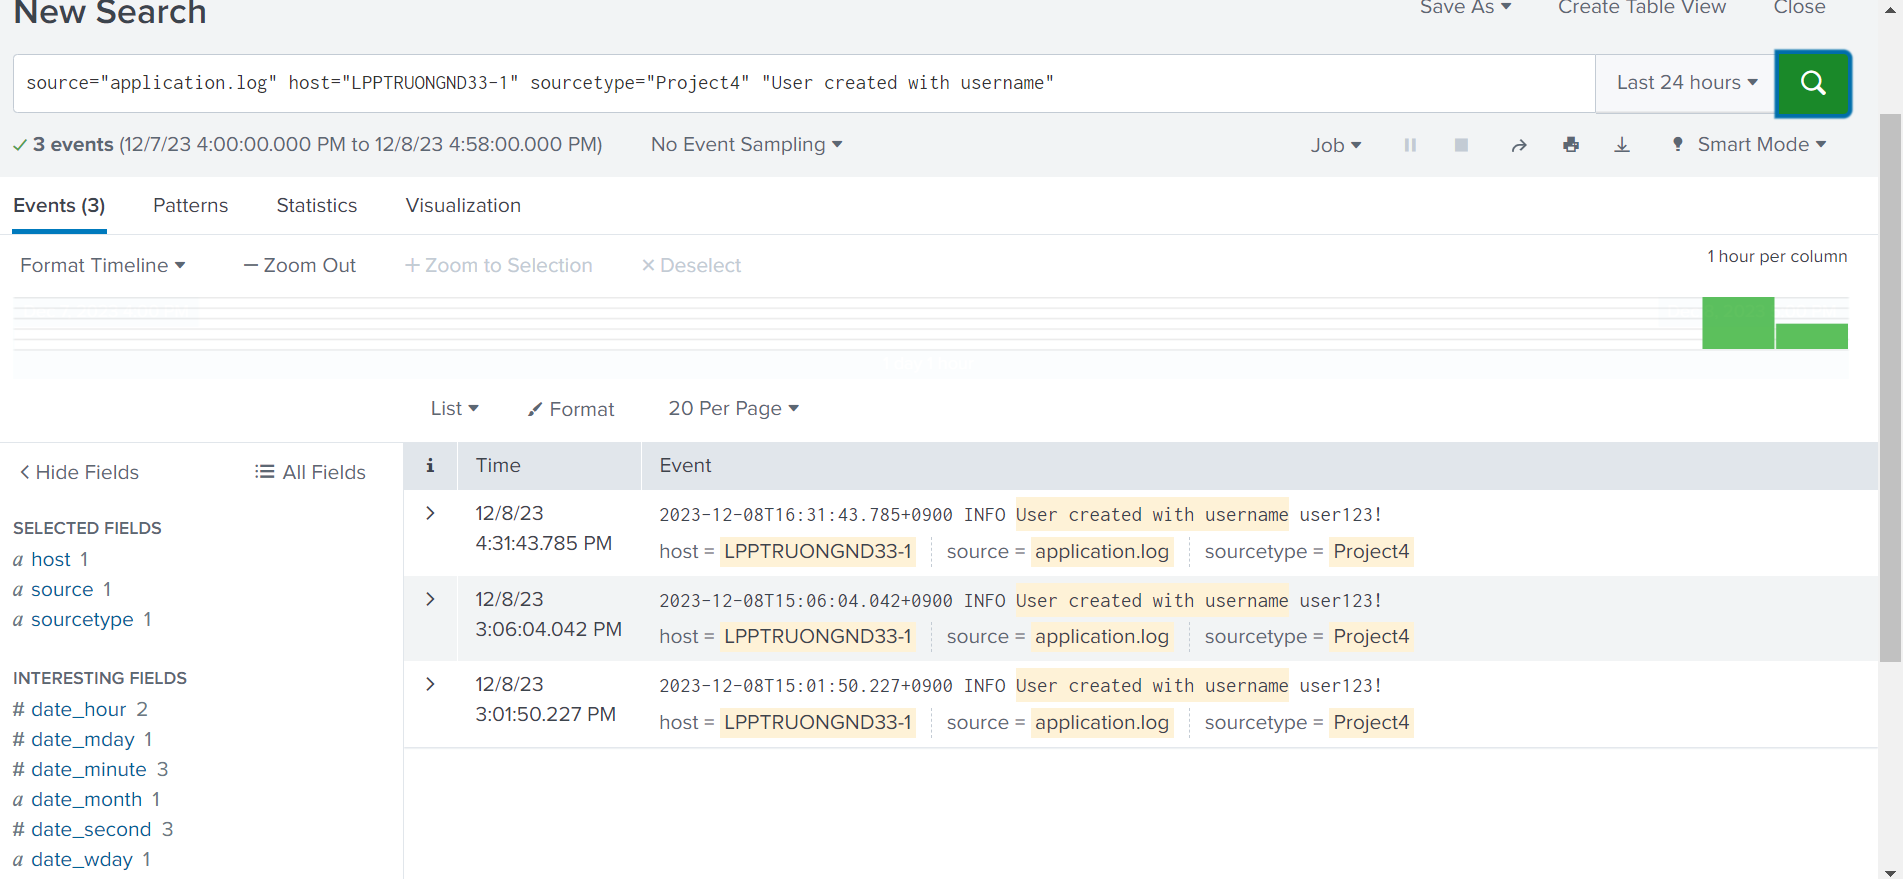 New Search
Save As
Create Table View
Close
source="application.log" host="LPPTRUONGND33-1" sourcetype="Project4" "User created with username"
Last 24 hours
3 events (12/7/23 4:00:00.000 PM to 12/8/23 4:58:00.000 PM)
No Event Sampling
Job
Smart Mode
Events (3)
Patterns
Statistics
Visualization
Format Timeline
— Zoom Out
+ Zoom to Selection
× Deselect
1 hour per column
List
Format
20 Per Page
< Hide Fields
All Fields
i
Time
Event
SELECTED FIELDS
a host 1
a source 1
a sourcetype 1
INTERESTING FIELDS
# date_hour 2
# date_mday 1
# date_minute 3
a date_month 1
# date_second 3
a date_wday 1
12/8/23
4:31:43.785 PM
2023-12-08T16:31:43.785+0900 INFO User created with username user123!
host = LPPTRUONGND33-1 source = application.log sourcetype = Project4
12/8/23
3:06:04.042 PM
2023-12-08T15:06:04.042+0900 INFO User created with username user123!
host = LPPTRUONGND33-1 source = application.log sourcetype = Project4
12/8/23
3:01:50.227 PM
2023-12-08T15:01:50.227+0900 INFO User created with username user123!
host = LPPTRUONGND33-1 source = application.log sourcetype = Project4